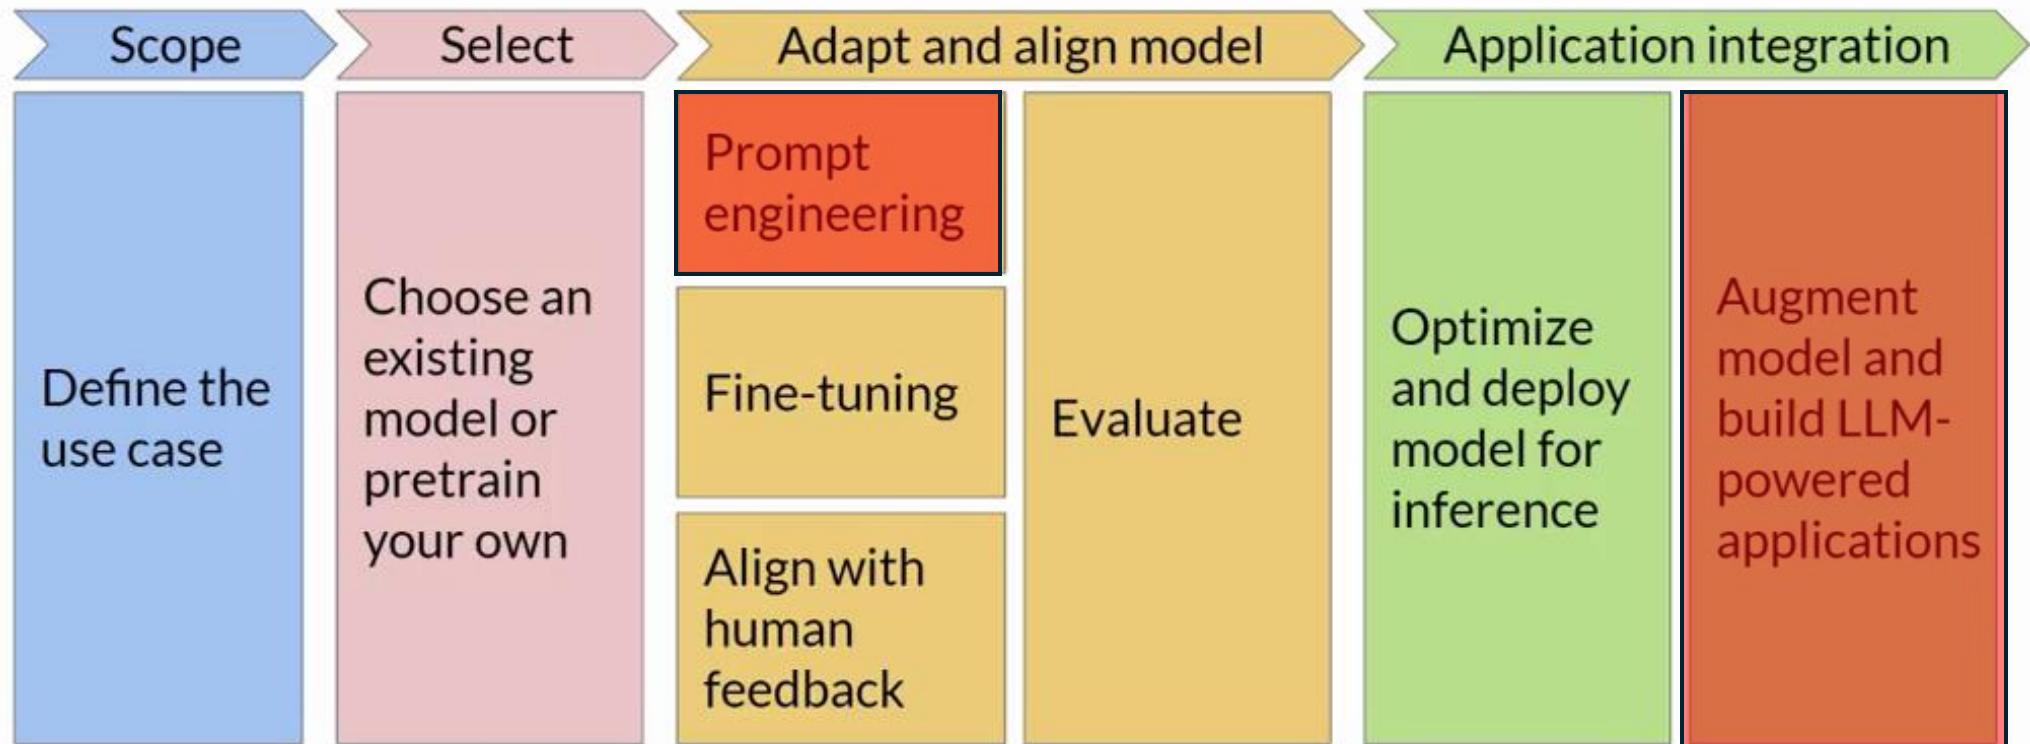 Scope
Select
Adapt and align model
Application integration
Define the
use case
Choose an
existing
model or
pretrain
your own
Prompt
engineering
Fine-tuning
Align with
human
feedback
Evaluate
Optimize
and deploy
model for
inference
Augment
model and
build LLM-
powered
applications